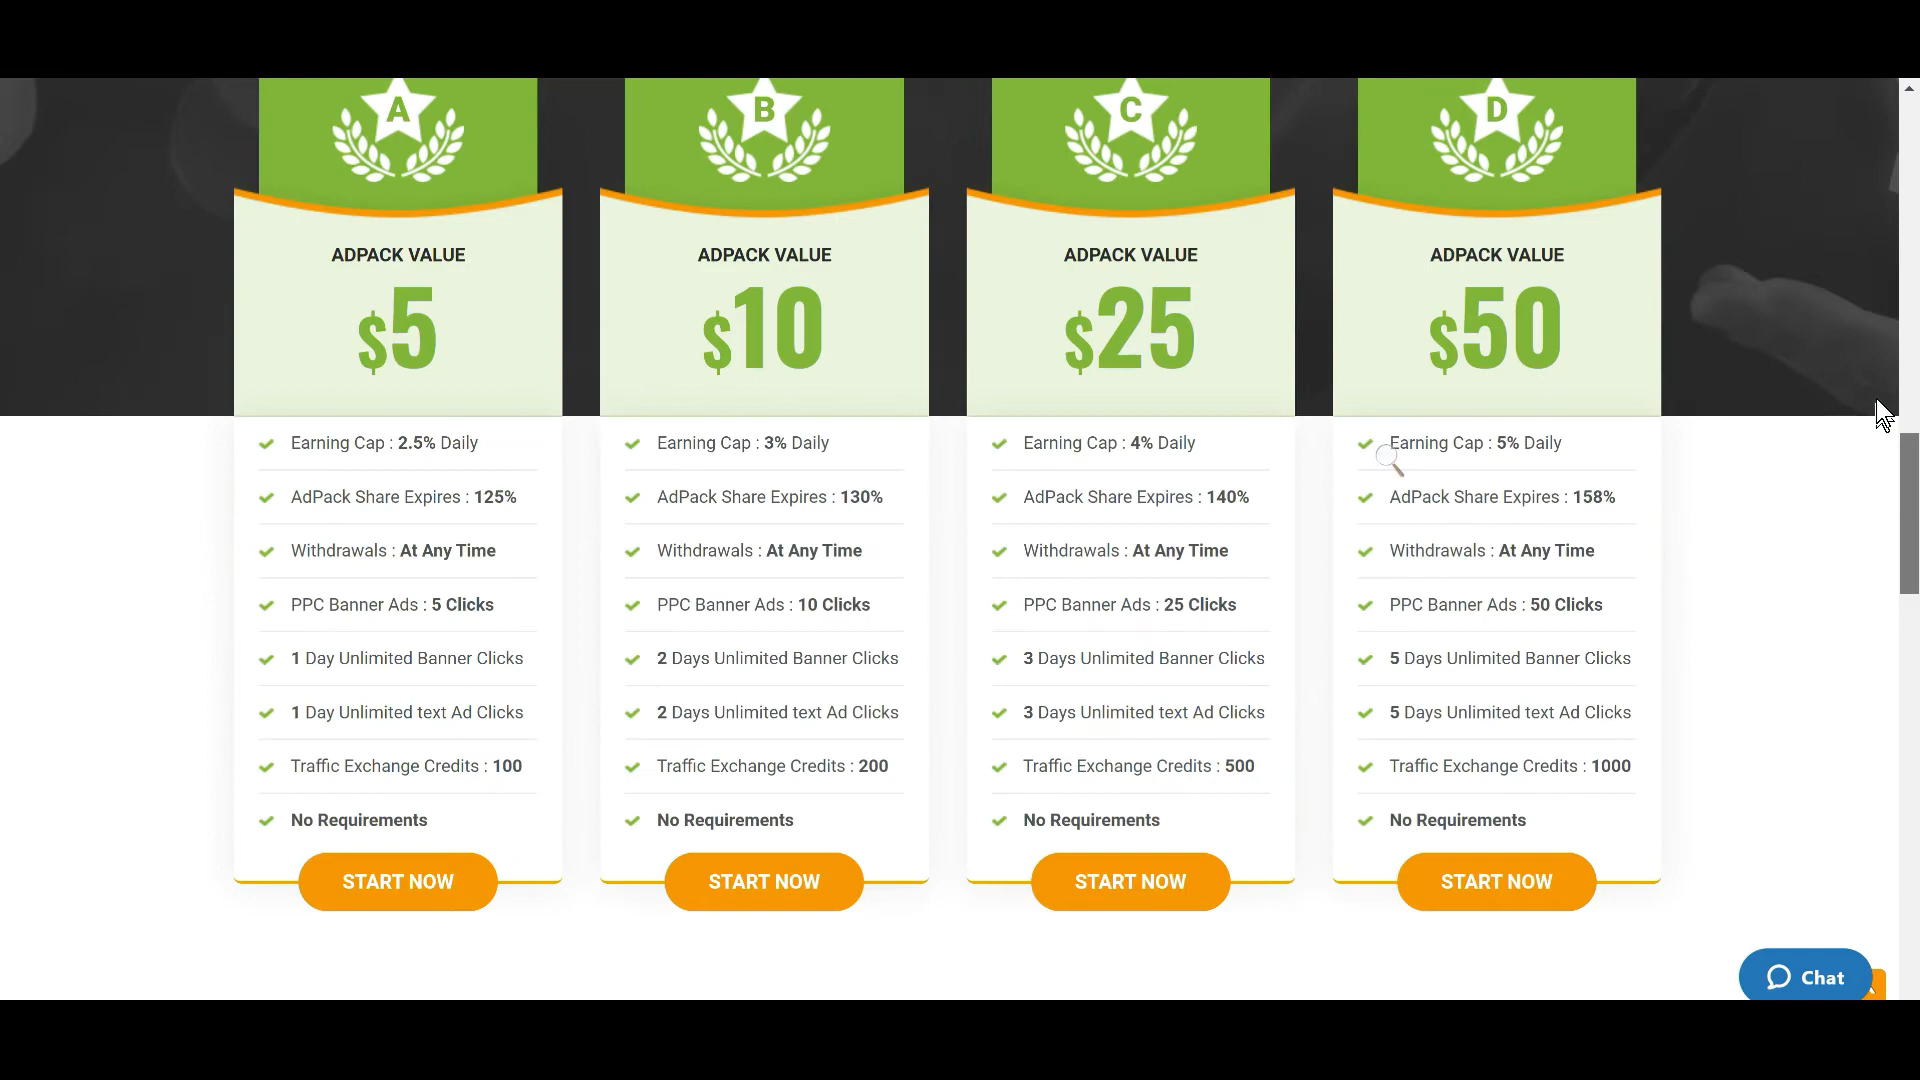 A
ADPACK VALUE
$5
Earning Cap : 2.5% Daily
AdPack Share Expires : 125%
Withdrawals : At Any Time
PPC Banner Ads : 5 Clicks
1 Day Unlimited Banner Clicks
1 Day Unlimited text Ad Clicks
Traffic Exchange Credits : 100
No Requirements
START NOW
B
ADPACK VALUE
$10
Earning Cap : 3% Daily
AdPack Share Expires : 130%
Withdrawals : At Any Time
PPC Banner Ads : 10 Clicks
2 Days Unlimited Banner Clicks
2 Days Unlimited text Ad Clicks
Traffic Exchange Credits : 200
No Requirements
START NOW
C
ADPACK VALUE
$25
Earning Cap : 4% Daily
AdPack Share Expires : 140%
Withdrawals : At Any Time
PPC Banner Ads : 25 Clicks
3 Days Unlimited Banner Clicks
3 Days Unlimited text Ad Clicks
Traffic Exchange Credits : 500
No Requirements
START NOW
D
ADPACK VALUE
$50
Earning Cap : 5% Daily
AdPack Share Expires : 158%
Withdrawals : At Any Time
PPC Banner Ads : 50 Clicks
5 Days Unlimited Banner Clicks
5 Days Unlimited text Ad Clicks
Traffic Exchange Credits : 1000
No Requirements
START NOW
Chat